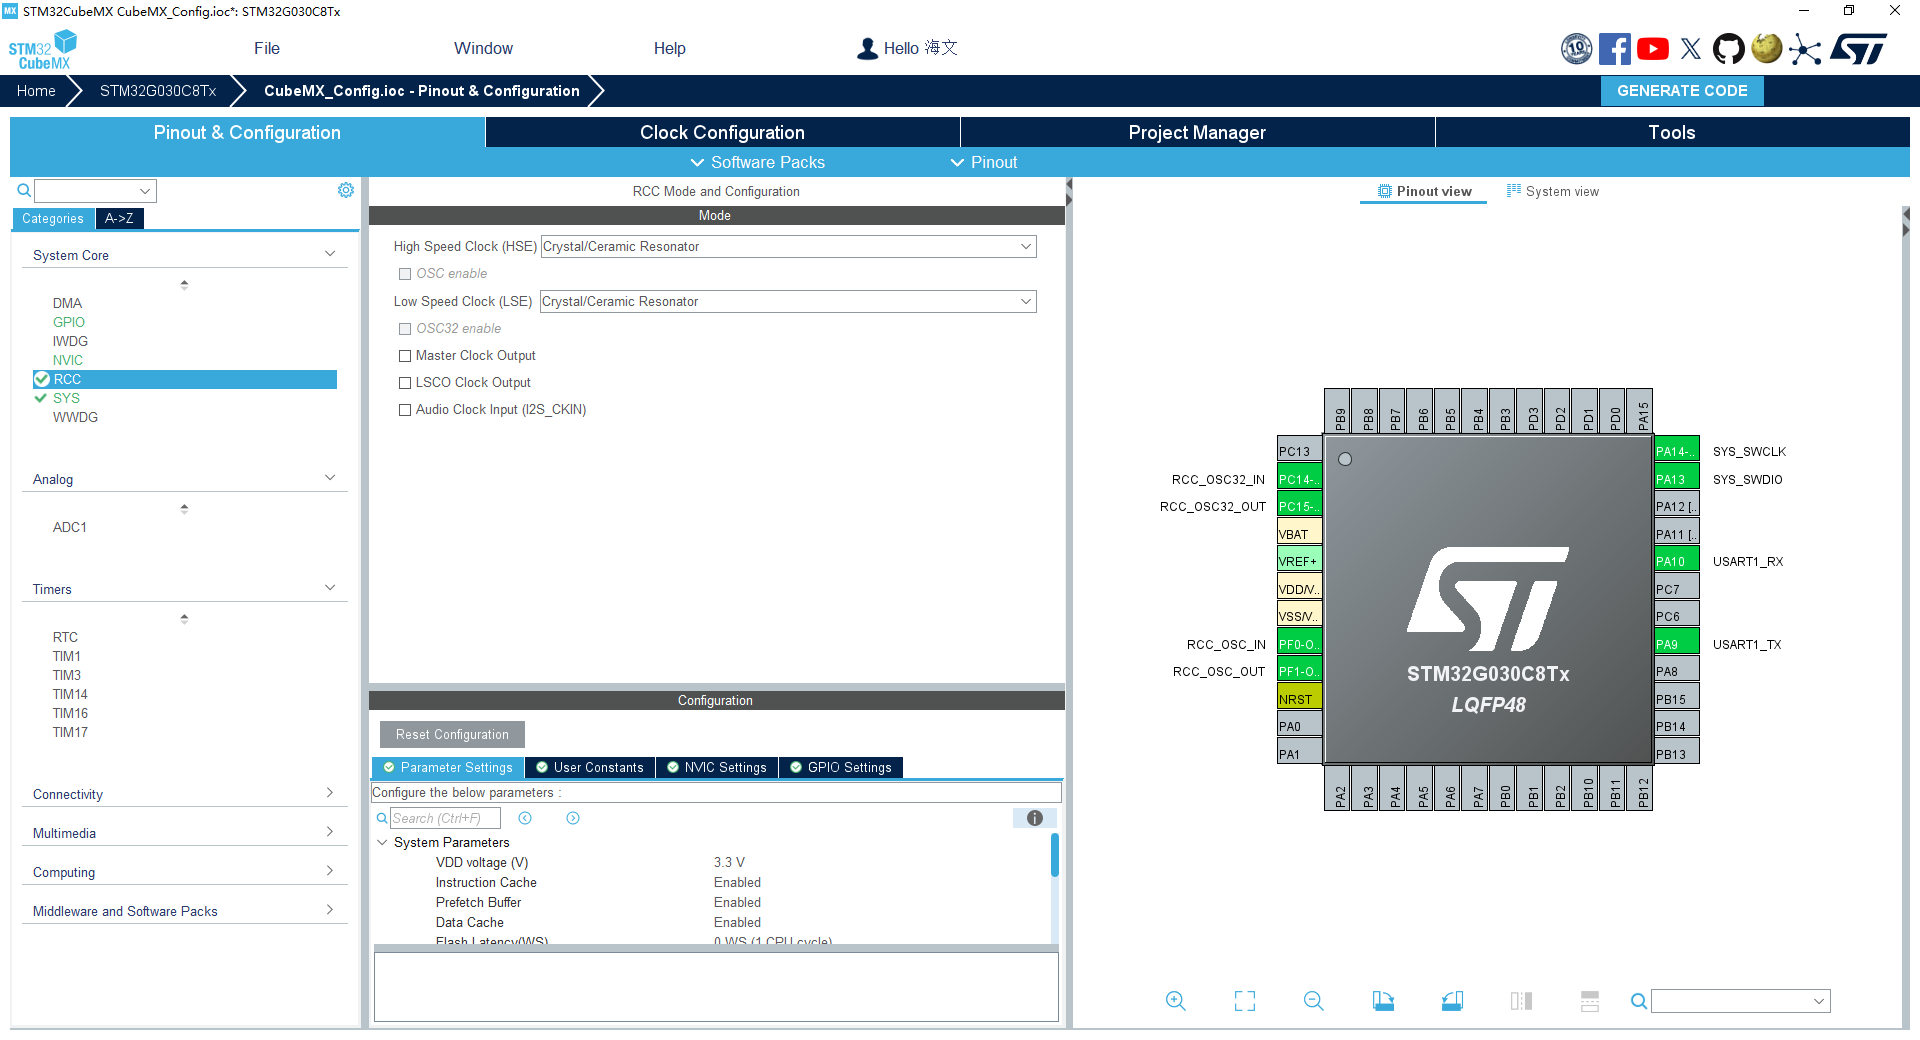 STM32CubeMX CubeMX_Config.ioc*: STM32G030C8Tx
STM32 CubeMX
File
Window
Help
Hello 海文
Home
STM32G030C8Tx
CubeMX_Config.ioc - Pinout & Configuration
GENERATE CODE
Pinout & Configuration
Clock Configuration
Project Manager
Tools
Software Packs
Pinout
Categories
A->Z
System Core
DMA
GPIO
IWDG
NVIC
RCC
SYS
WWDG
Analog
ADC1
Timers
RTC
TIM1
TIM3
TIM14
TIM16
TIM17
Connectivity
Multimedia
Computing
Middleware and Software Packs
RCC Mode and Configuration
Mode
High Speed Clock (HSE) Crystal/Ceramic Resonator
OSC enable
Low Speed Clock (LSE) Crystal/Ceramic Resonator
OSC32 enable
Master Clock Output
LSCO Clock Output
Audio Clock Input (I2S_CKIN)
Configuration
Reset Configuration
Parameter Settings
User Constants
NVIC Settings
GPIO Settings
Configure the below parameters :
Search (Ctrl+F)
System Parameters
VDD voltage (V) 3.3 V
Instruction Cache Enabled
Prefetch Buffer Enabled
Data Cache Enabled
Flash Latency(WS) 0 WS (1 CPU cycle)
Pinout view
System view
PB9
PB8
PB7
PB6
PB5
PB4
PB3
PD3
PD2
PD1
PD0
PA15
PC13
RCC_OSC32_IN PC14-..
RCC_OSC32_OUT PC15-..
VBAT
VREF+
VDD/V..
VSS/V..
RCC_OSC_IN PF0-O..
RCC_OSC_OUT PF1-O..
NRST
PA0
PA1
STM32G030C8Tx
LQFP48
PA14-.. SYS_SWCLK
PA13 SYS_SWDIO
PA12 [..
PA11 [..
PA10 USART1_RX
PC7
PC6
PA9 USART1_TX
PA8
PB15
PB14
PB13
PA2
PA3
PA4
PA5
PA6
PA7
PB0
PB1
PB2
PB10
PB11
PB12